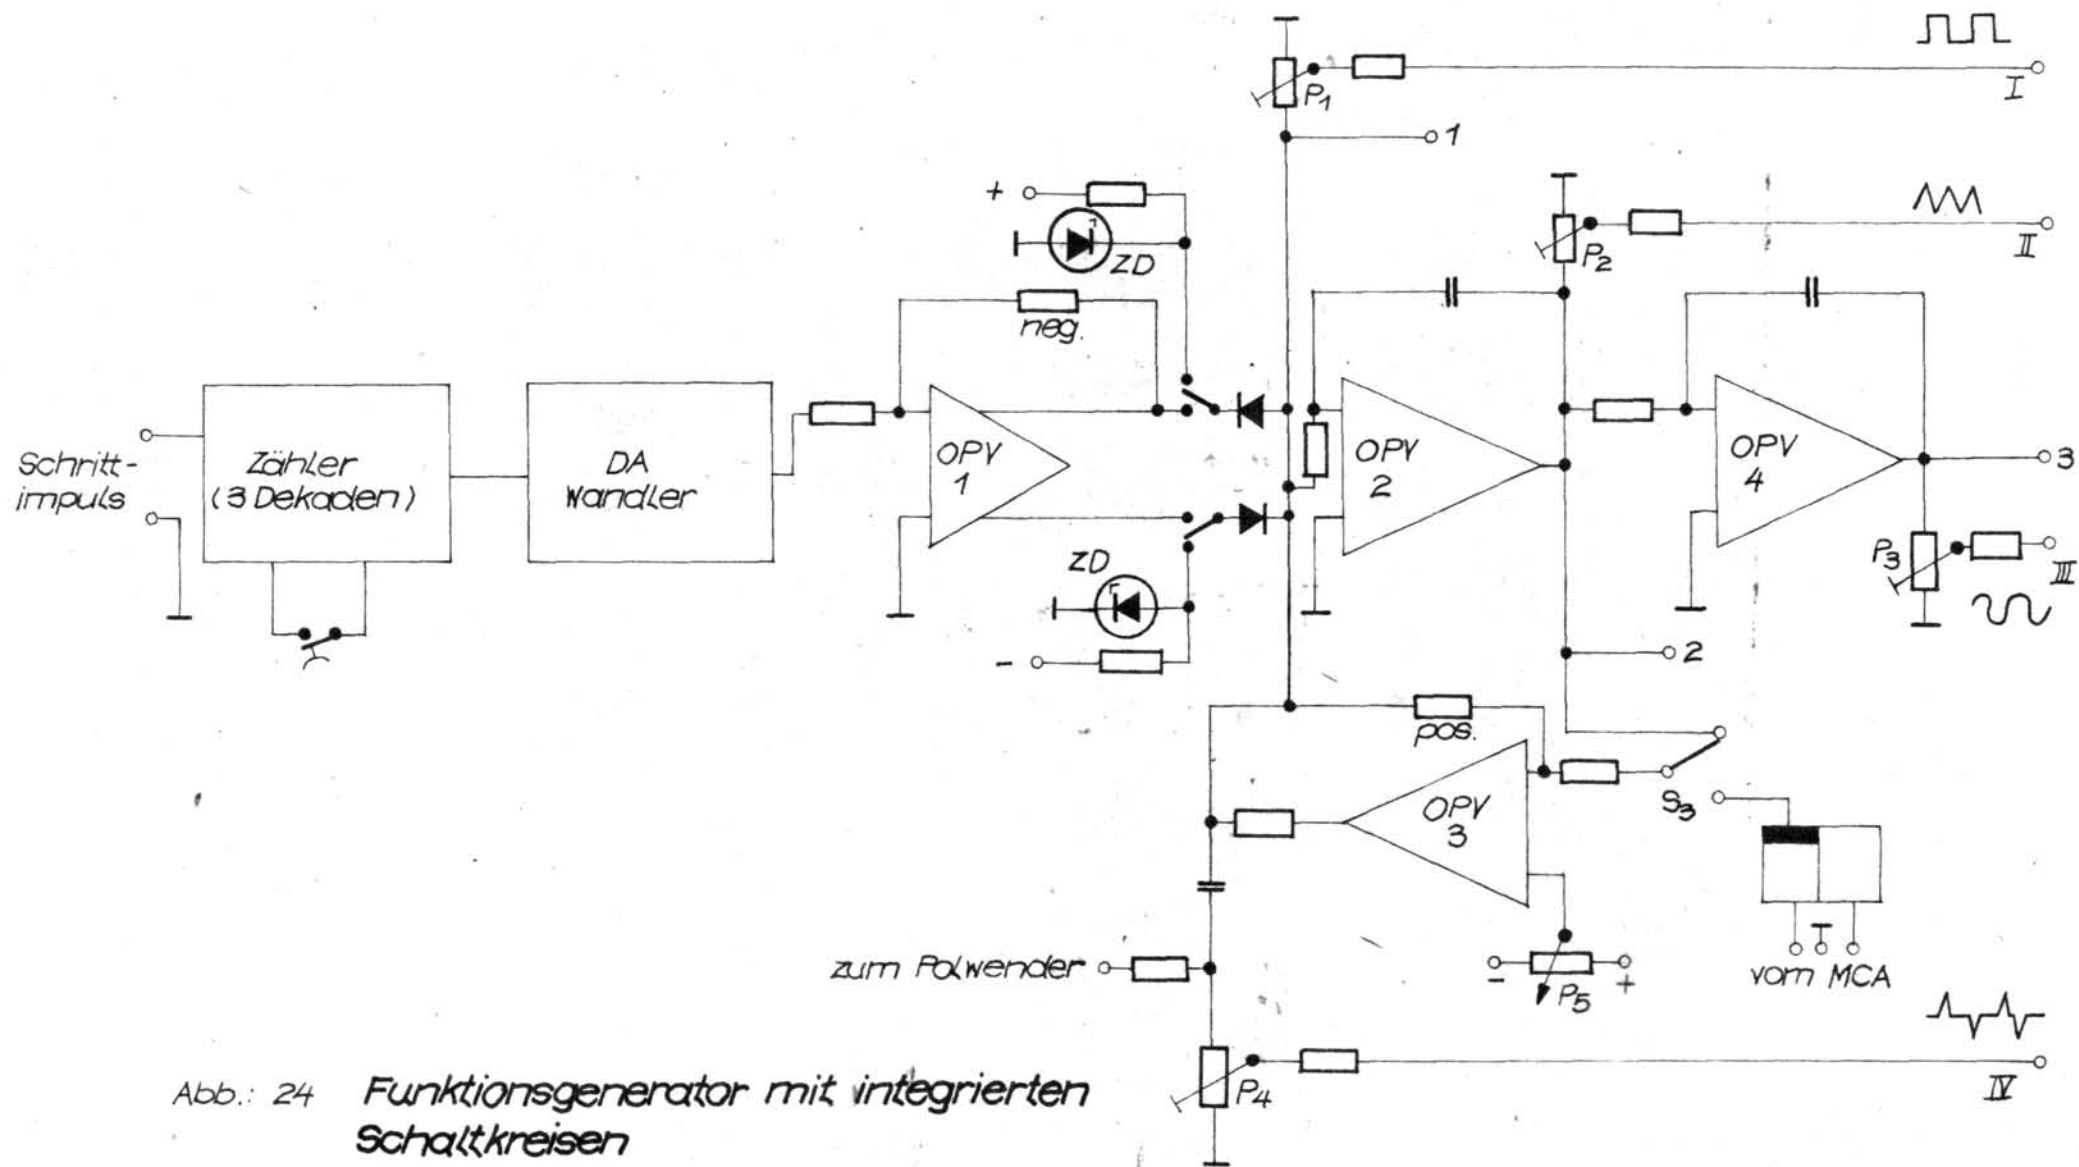 I
P1
1
+
ZD
II
P2
neg.
Schritt-
impuls
Zähler
(3 Dekaden)
DA
Wandler
OPV
1
OPV
2
OPV
4
3
ZD
P3
III
-
2
pos.
OPV
3
S3
zum Polwender
- P5 +
vom MCA
P4
IV
Abb.: 24 Funktionsgenerator mit integrierten
Schaltkreisen